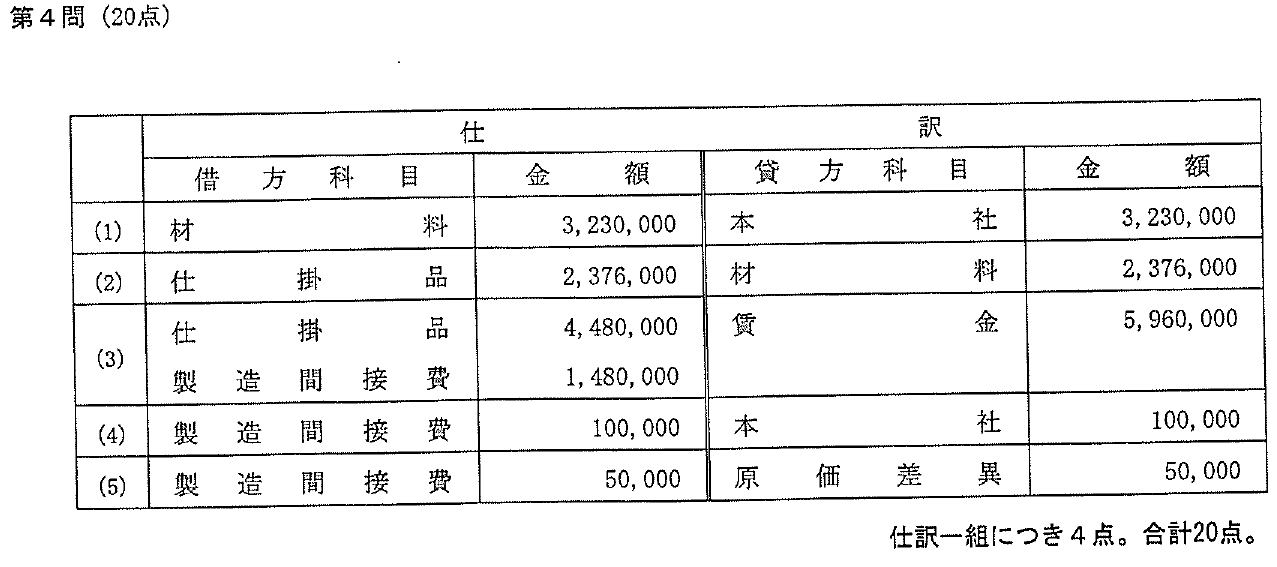 第4問（20点）
仕 訳
借方科目 金額 貸方科目 金額
(1) 材料 3,230,000 本社 3,230,000
(2) 仕掛品 2,376,000 材料 2,376,000
(3) 仕掛品 4,480,000 賃金 5,960,000
製造間接費 1,480,000
(4) 製造間接費 100,000 本社 100,000
(5) 製造間接費 50,000 原価差異 50,000
仕訳一組につき4点。合計20点。